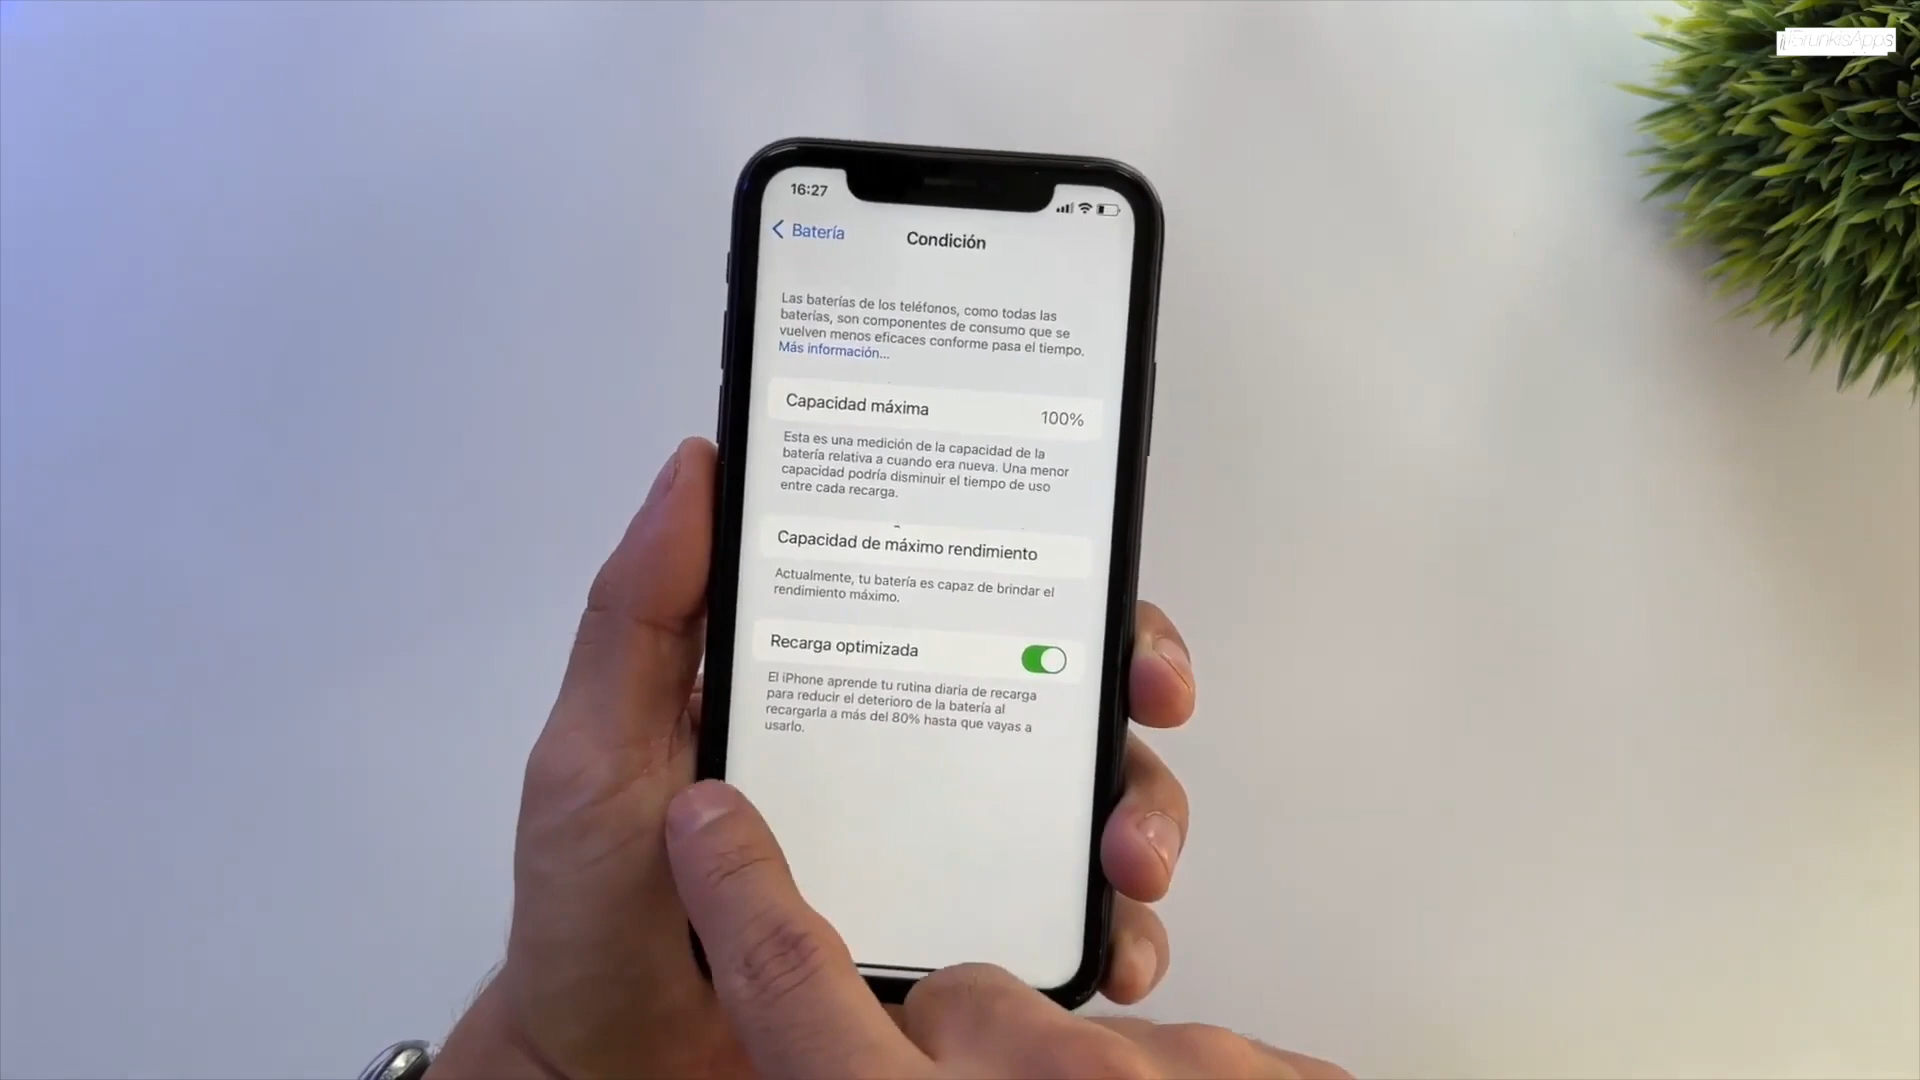 16:27
Batería
Condición
Las baterías de los teléfonos, como todas las
baterías, son componentes de consumo que se
vuelven menos eficaces conforme pasa el tiempo.
Más información...
Capacidad máxima 100%
Esta es una medición de la capacidad de la
batería relativa a cuando era nueva. Una menor
capacidad podría disminuir el tiempo de uso
entre cada recarga.
Capacidad de máximo rendimiento
Actualmente, tu batería es capaz de brindar el
rendimiento máximo.
Recarga optimizada
El iPhone aprende tu rutina diaria de recarga
para reducir el deterioro de la batería al
recargarla a más del 80% hasta que vayas a
usarlo.